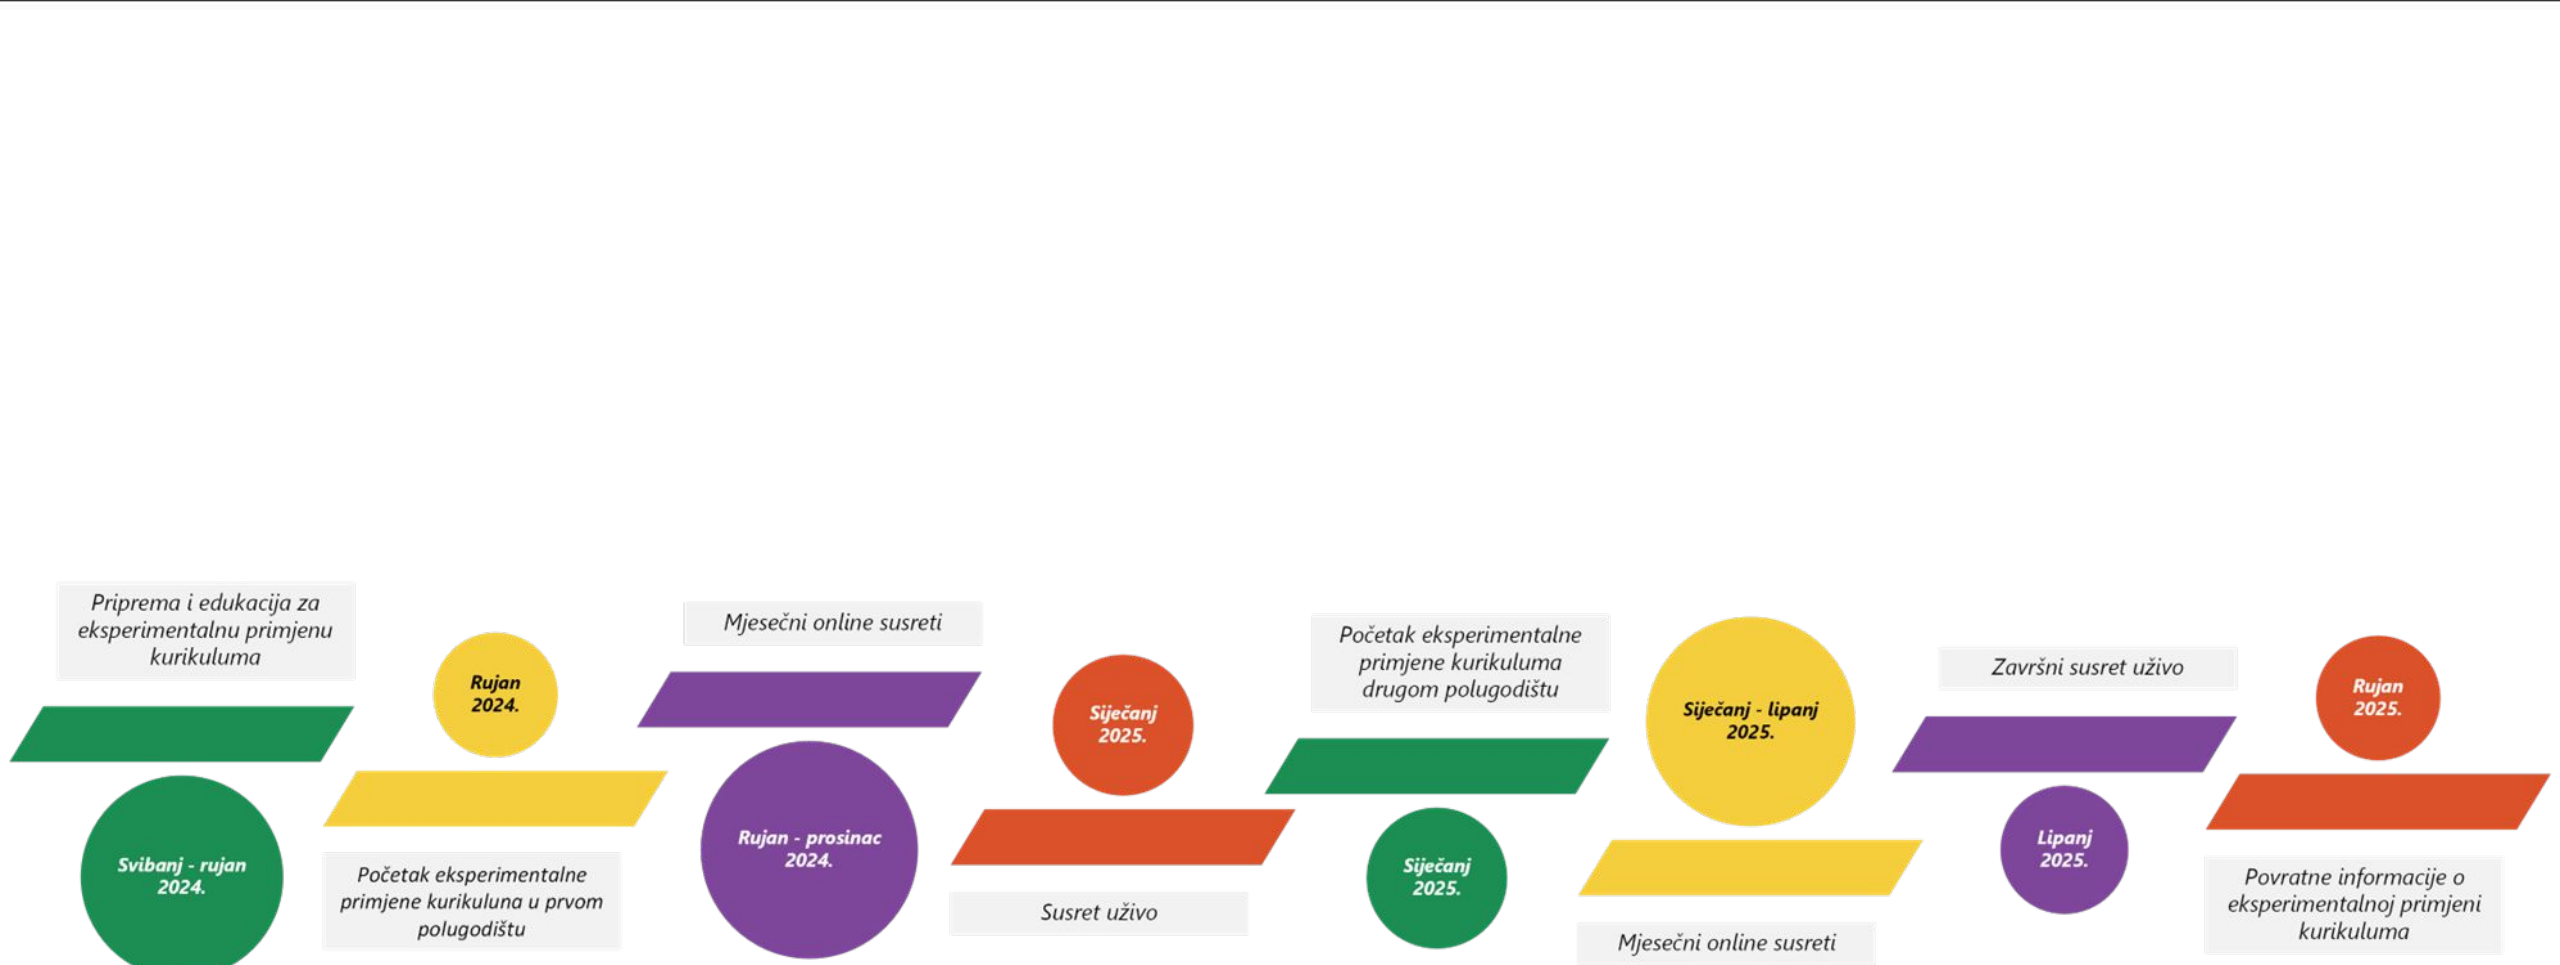 Priprema i edukacija za
eksperimentalnu primjenu
kurikuluma
Svibanj - rujan
2024.
Rujan
2024.
Početak eksperimentalne
primjene kurikuluna u prvom
polugodištu
Mjesečni online susreti
Rujan - prosinac
2024.
Siječanj
2025.
Susret uživo
Početak eksperimentalne
primjene kurikuluma
drugom polugodištu
Siječanj
2025.
Siječanj - lipanj
2025.
Mjesečni online susreti
Završni susret uživo
Lipanj
2025.
Rujan
2025.
Povratne informacije o
eksperimentalnoj primjeni
kurikuluma